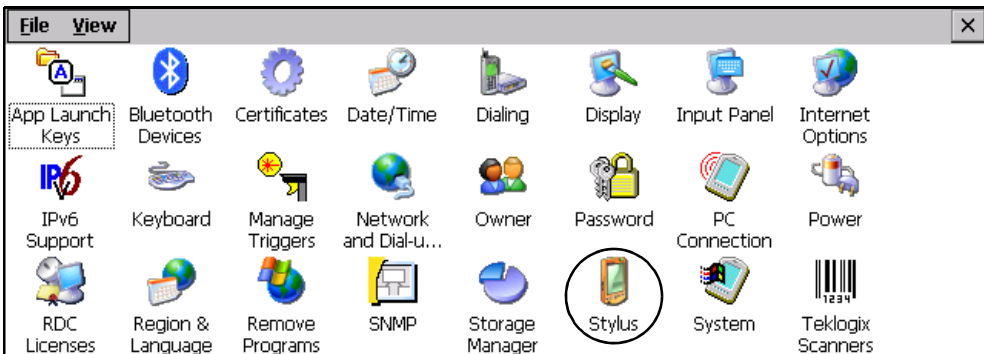 File View
App Launch Keys
Bluetooth Devices
Certificates
Date/Time
Dialing
Display
Input Panel
Internet Options
IPv6
IPv6 Support
Keyboard
Manage Triggers
Network and Dial-u...
Owner
Password
PC Connection
Power
RDC Licenses
Region & Language
Remove Programs
SNMP
Storage Manager
Stylus
System
1234
Teklogix Scanners